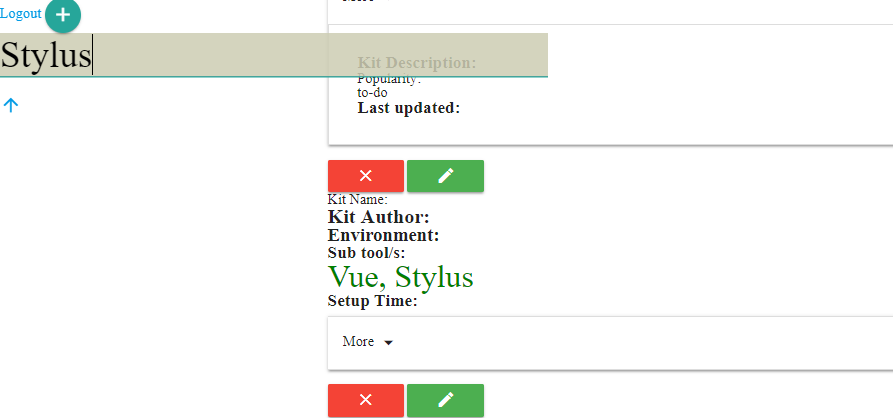 Logout
Stylus
Kit Description:
Popularity:
to-do
Last updated:
Kit Name:
Kit Author:
Environment:
Sub tool/s:
Vue, Stylus
Setup Time:
More